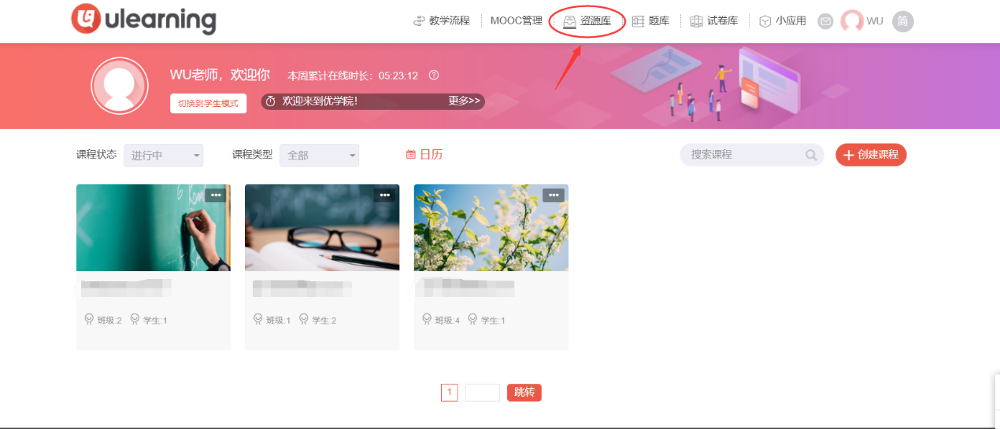 ulearning
教学流程
MOOC管理
资源库
题库
试卷库
小应用
WU
简
WU老师，欢迎你
本周累计在线时长：05:23:12
切换到学生模式
欢迎来到优学院！
更多>>
课程状态
进行中
课程类型
全部
日历
搜索课程
创建课程
班级:2
学生:1
班级:1
学生:2
班级:4
学生:1
1
跳转